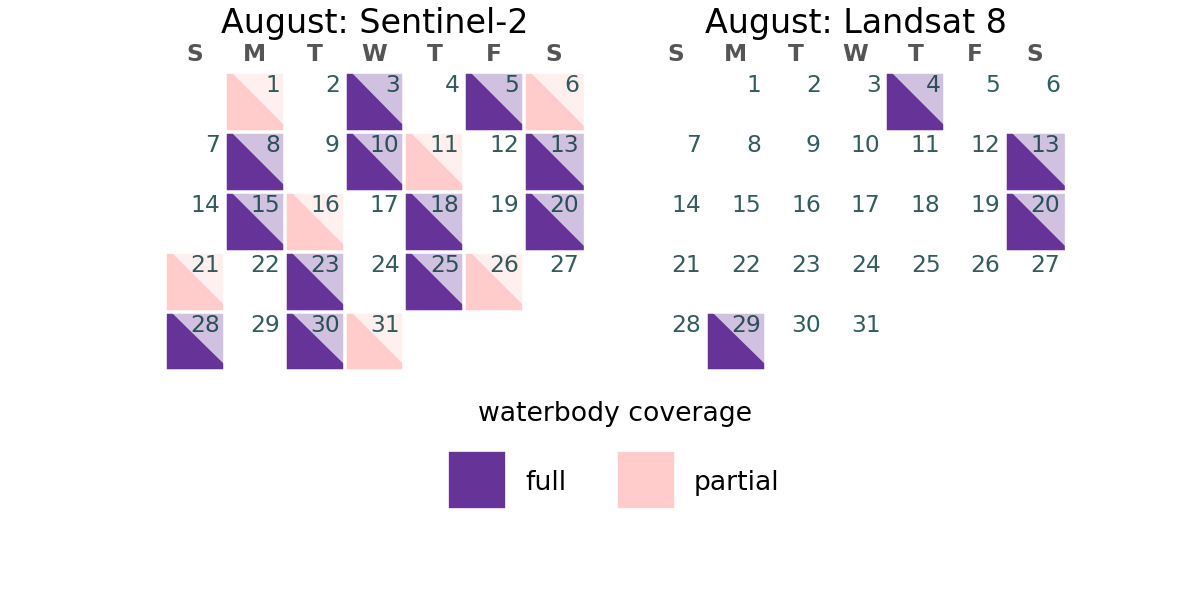 August: Sentinel-2
S M T W T F S
1 2 3 4 5 6
7 8 9 10 11 12 13
14 15 16 17 18 19 20
21 22 23 24 25 26 27
28 29 30 31
August: Landsat 8
S M T W T F S
1 2 3 4 5 6
7 8 9 10 11 12 13
14 15 16 17 18 19 20
21 22 23 24 25 26 27
28 29 30 31
waterbody coverage
full partial